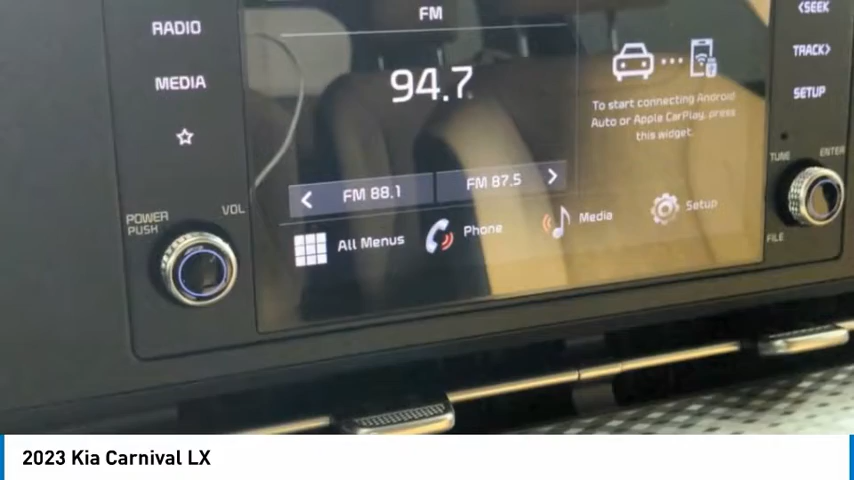 RADIO
MEDIA
POWER
PUSH
VOL
FM
94.7
To start connecting Android
Auto or Apple CarPlay, press
this widget.
FM 88.1
FM 87.5
All Menus
Phone
Media
Setup
<SEEK
TRACK>
SETUP
TUNE
ENTER
FILE
2023 Kia Carnival LX